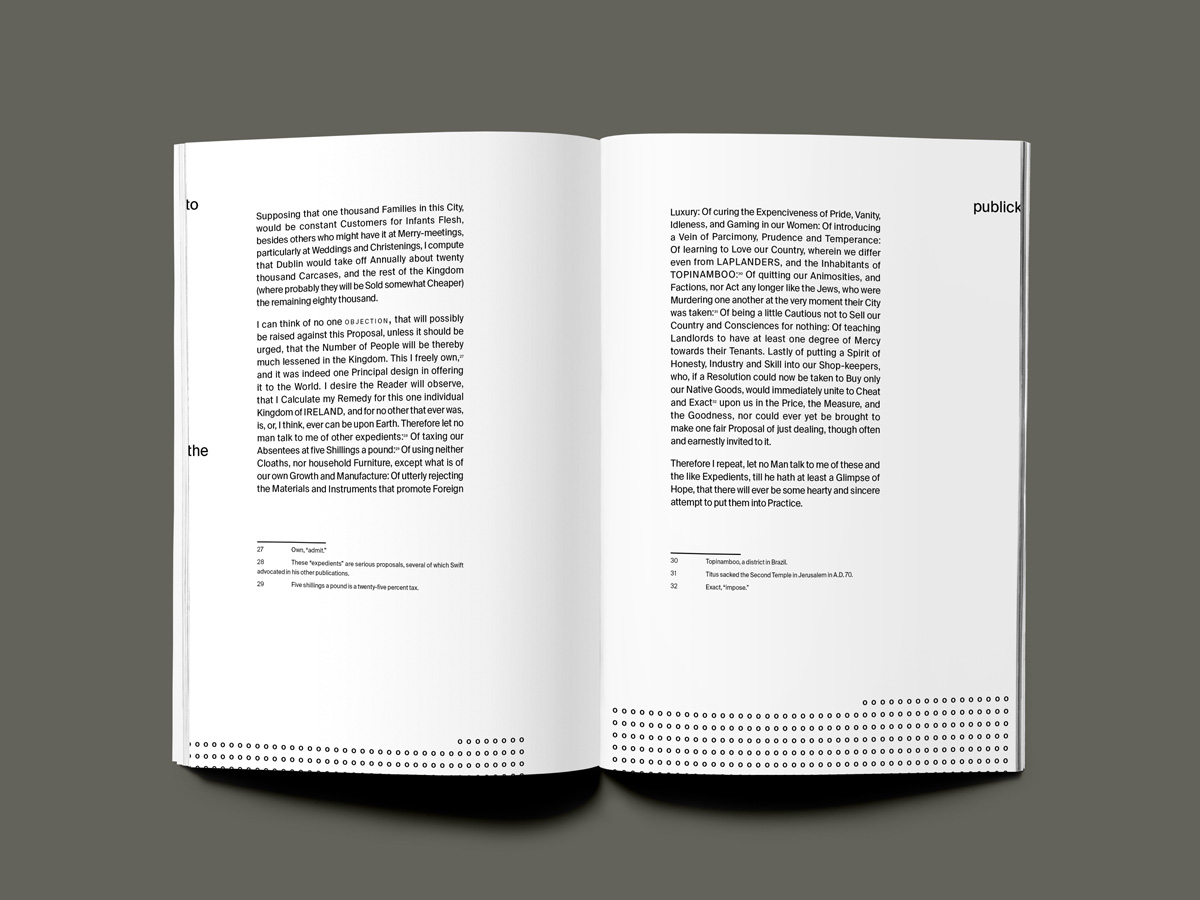 to
Supposing that one thousand Families in this City,
would be constant Customers for Infants Flesh,
besides others who might have it at Merry-meetings,
particularly at Weddings and Christenings, I compute
that Dublin would take off Annually about twenty
thousand Carcases, and the rest of the Kingdom
(where probably they will be Sold somewhat Cheaper)
the remaining eighty thousand.
I can think of no one OBJECTION, that will possibly
be raised against this Proposal, unless it should be
urged, that the Number of People will be thereby
much lessened in the Kingdom. This I freely own,27
and it was indeed one Principal design in offering
it to the World. I desire the Reader will observe,
that I Calculate my Remedy for this one individual
Kingdom of IRELAND, and for no other that ever was,
is, or, I think, ever can be upon Earth. Therefore let no
man talk to me of other expedients:28 Of taxing our
the
Absentees at five Shillings a pound:29 Of using neither
Cloaths, nor household Furniture, except what is of
our own Growth and Manufacture: Of utterly rejecting
the Materials and Instruments that promote Foreign
27 Own, “admit.”
28 These “expedients” are serious proposals, several of which Swift
advocated in his other publications.
29 Five shillings a pound is a twenty-five percent tax.
publick
Luxury: Of curing the Expenciveness of Pride, Vanity,
Idleness, and Gaming in our Women: Of introducing
a Vein of Parcimony, Prudence and Temperance:
Of learning to Love our Country, wherein we differ
even from LAPLANDERS, and the Inhabitants of
TOPINAMBOO:30 Of quitting our Animosities, and
Factions, nor Act any longer like the Jews, who were
Murdering one another at the very moment their City
was taken:31 Of being a little Cautious not to Sell our
Country and Consciences for nothing: Of teaching
Landlords to have at least one degree of Mercy
towards their Tenants. Lastly of putting a Spirit of
Honesty, Industry and Skill into our Shop-keepers,
who, if a Resolution could now be taken to Buy only
our Native Goods, would immediately unite to Cheat
and Exact32 upon us in the Price, the Measure, and
the Goodness, nor could ever yet be brought to
make one fair Proposal of just dealing, though often
and earnestly invited to it.
Therefore I repeat, let no Man talk to me of these and
the like Expedients, till he hath at least a Glimpse of
Hope, that there will ever be some hearty and sincere
attempt to put them into Practice.
30 Topinamboo, a district in Brazil.
31 Titus sacked the Second Temple in Jerusalem in A.D. 70.
32 Exact, “impose.”